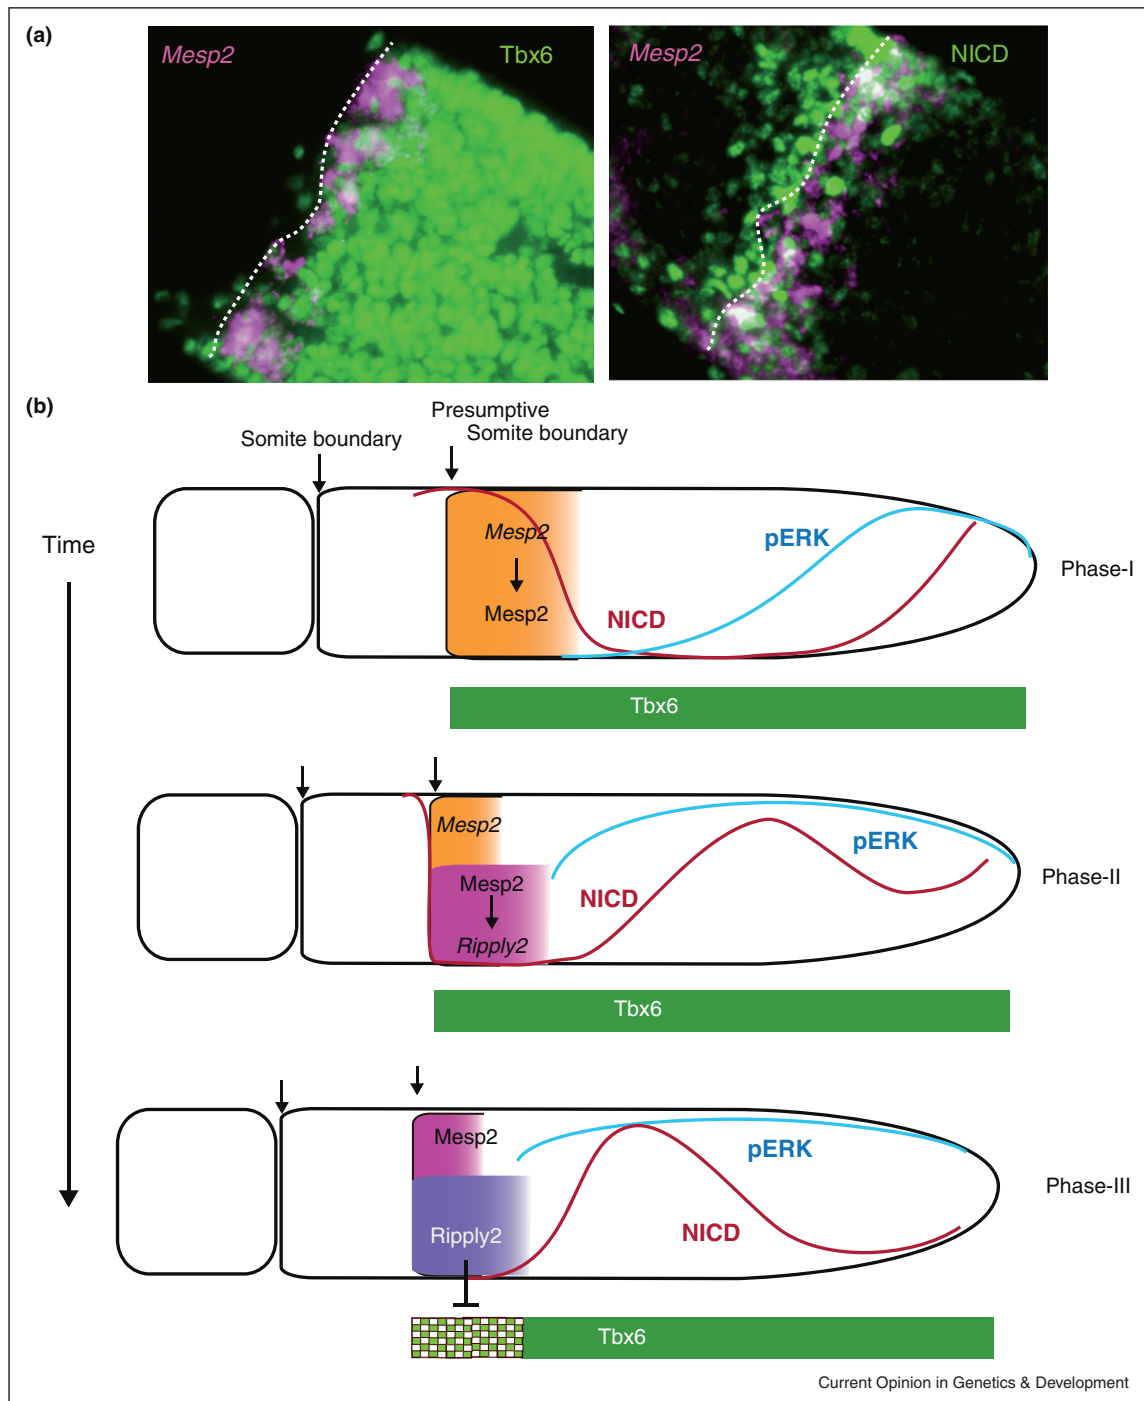 (a)
Mesp2
Tbx6
Mesp2
NICD
(b)
Presumptive
Somite boundary
Somite boundary
Time
Mesp2
Mesp2
pERK
NICD
Phase-I
Tbx6
Mesp2
Mesp2
Ripply2
NICD
pERK
Phase-II
Tbx6
Mesp2
Ripply2
pERK
NICD
Phase-III
Tbx6
Current Opinion in Genetics & Development